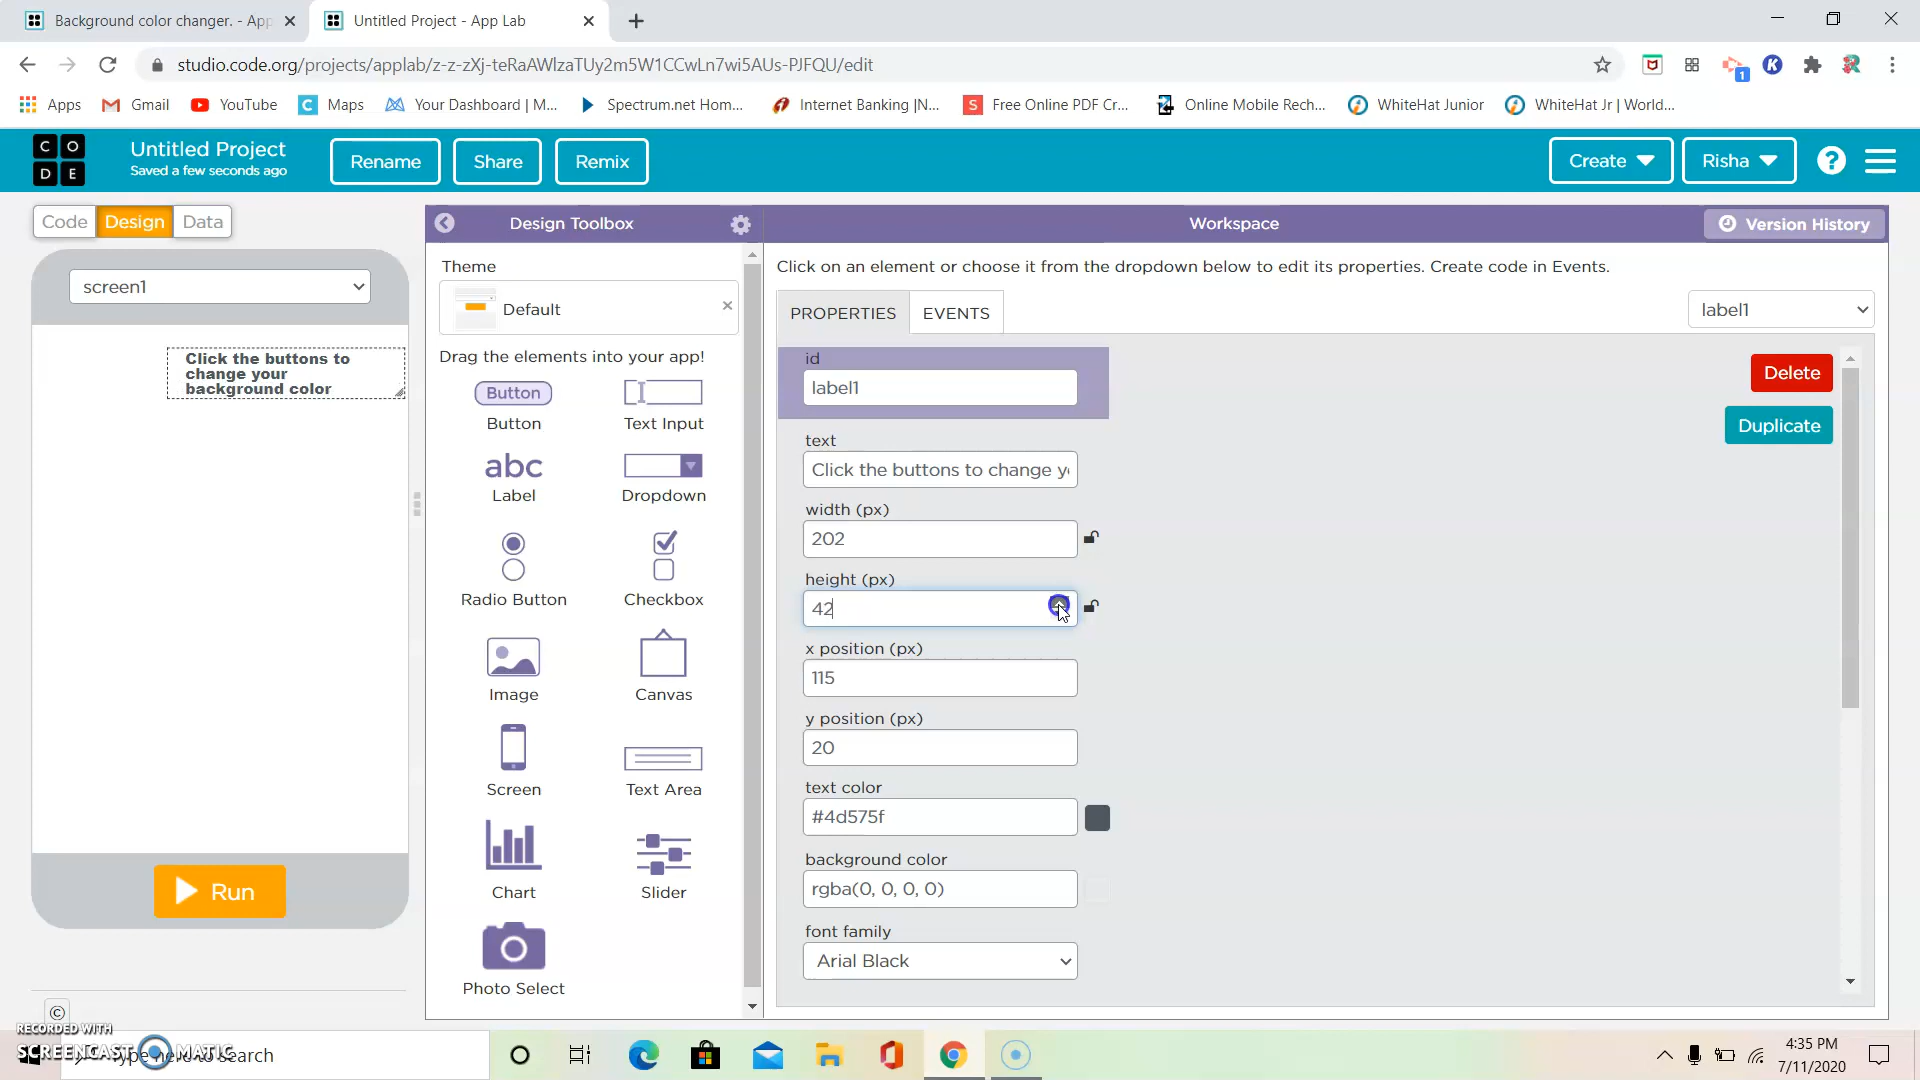 Background color changer. - App
Untitled Project - App Lab
studio.code.org/projects/applab/z-z-zXj-teRaAWlzaTUy2m5W1CCwLn7wi5AUs-PJFQU/edit
1
K
Apps
Gmail
YouTube
C
Maps
Your Dashboard | M...
Spectrum.net Hom...
Internet Banking |N...
S
Free Online PDF Cr...
Online Mobile Rech...
WhiteHat Junior
WhiteHat Jr | World...
C O
D E
Untitled Project
Saved a few seconds ago
Rename
Share
Remix
Create
Risha
?
Code
Design
Data
Design Toolbox
Workspace
Version History
screen1
Theme
Default
Click on an element or choose it from the dropdown below to edit its properties. Create code in Events.
PROPERTIES
EVENTS
label1
Click the buttons to
change your
background color
Drag the elements into your app!
Button
Button
Text Input
abc
Label
Dropdown
Radio Button
Checkbox
Image
Canvas
Screen
Text Area
Chart
Slider
Photo Select
id
label1
Delete
Duplicate
text
Click the buttons to change y
width (px)
202
height (px)
42
x position (px)
115
y position (px)
20
text color
#4d575f
background color
rgba(0, 0, 0, 0)
font family
Arial Black
Run
©
RECORDED WITH
SCREENCAST MATIC
Type here to search
4:35 PM
7/11/2020